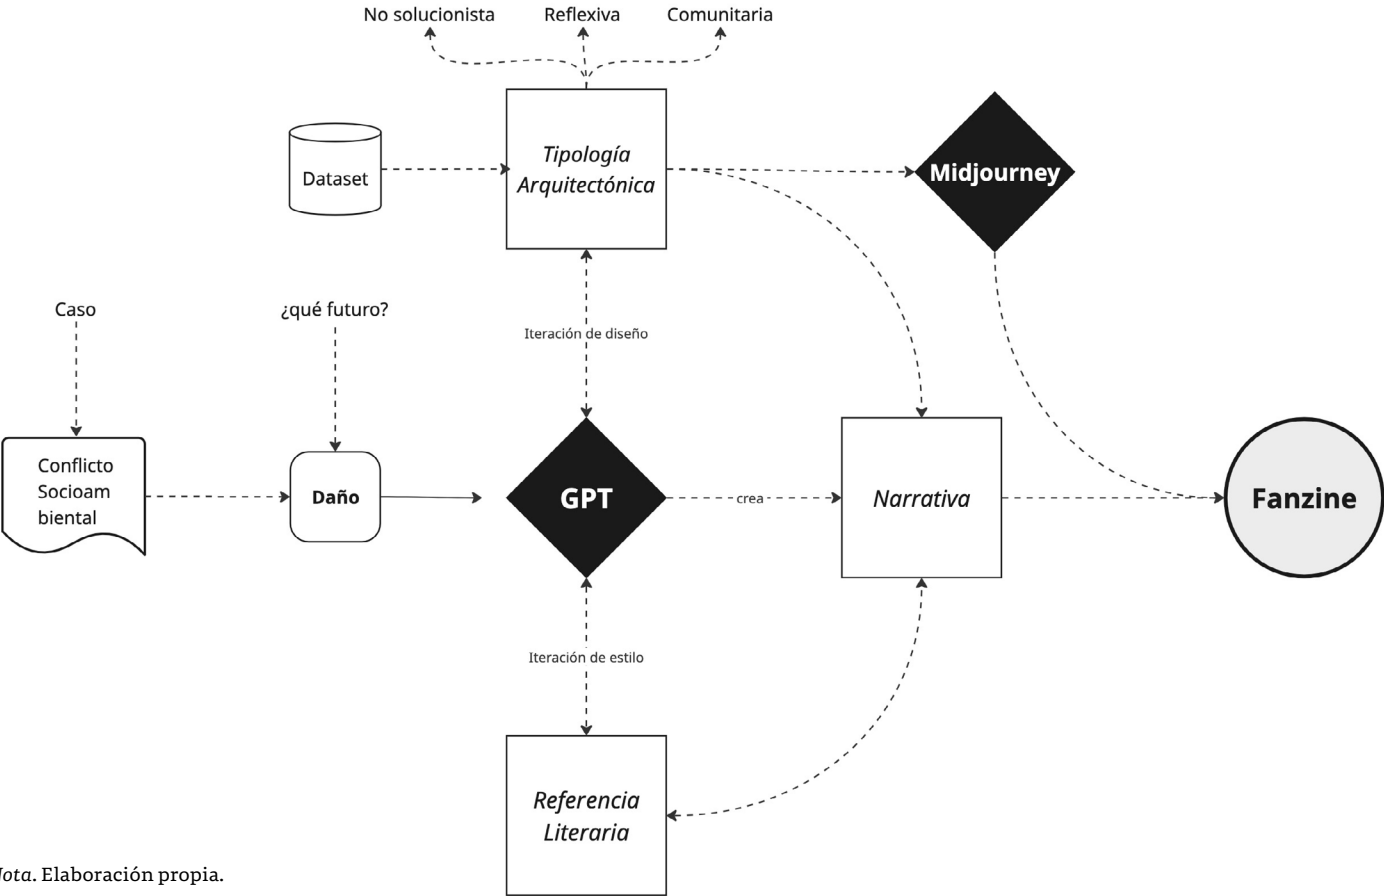 No solucionista
Reflexiva
Comunitaria
Tipología
Arquitectónica
Midjourney
Dataset
Caso
¿qué futuro?
Iteración de diseño
Conflicto
Socioam
biental
Daño
GPT
crea
Narrativa
Fanzine
Iteración de estilo
Referencia
Literaria
ota. Elaboración propia.